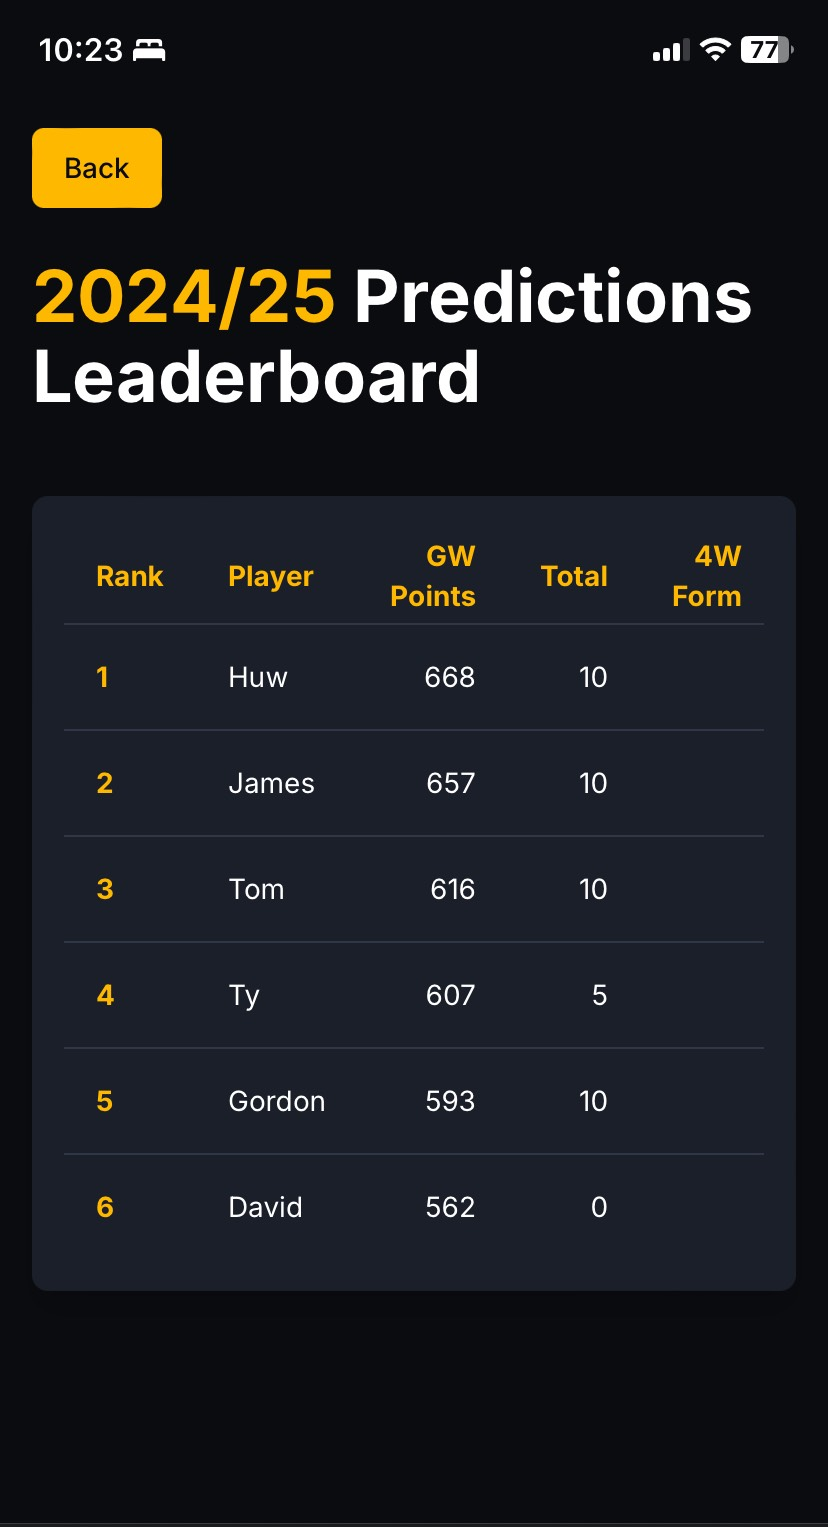 10:23
77
Back
2024/25 Predictions
Leaderboard
Rank Player GW Points Total 4W Form
1 Huw 668 10
2 James 657 10
3 Tom 616 10
4 Ty 607 5
5 Gordon 593 10
6 David 562 0